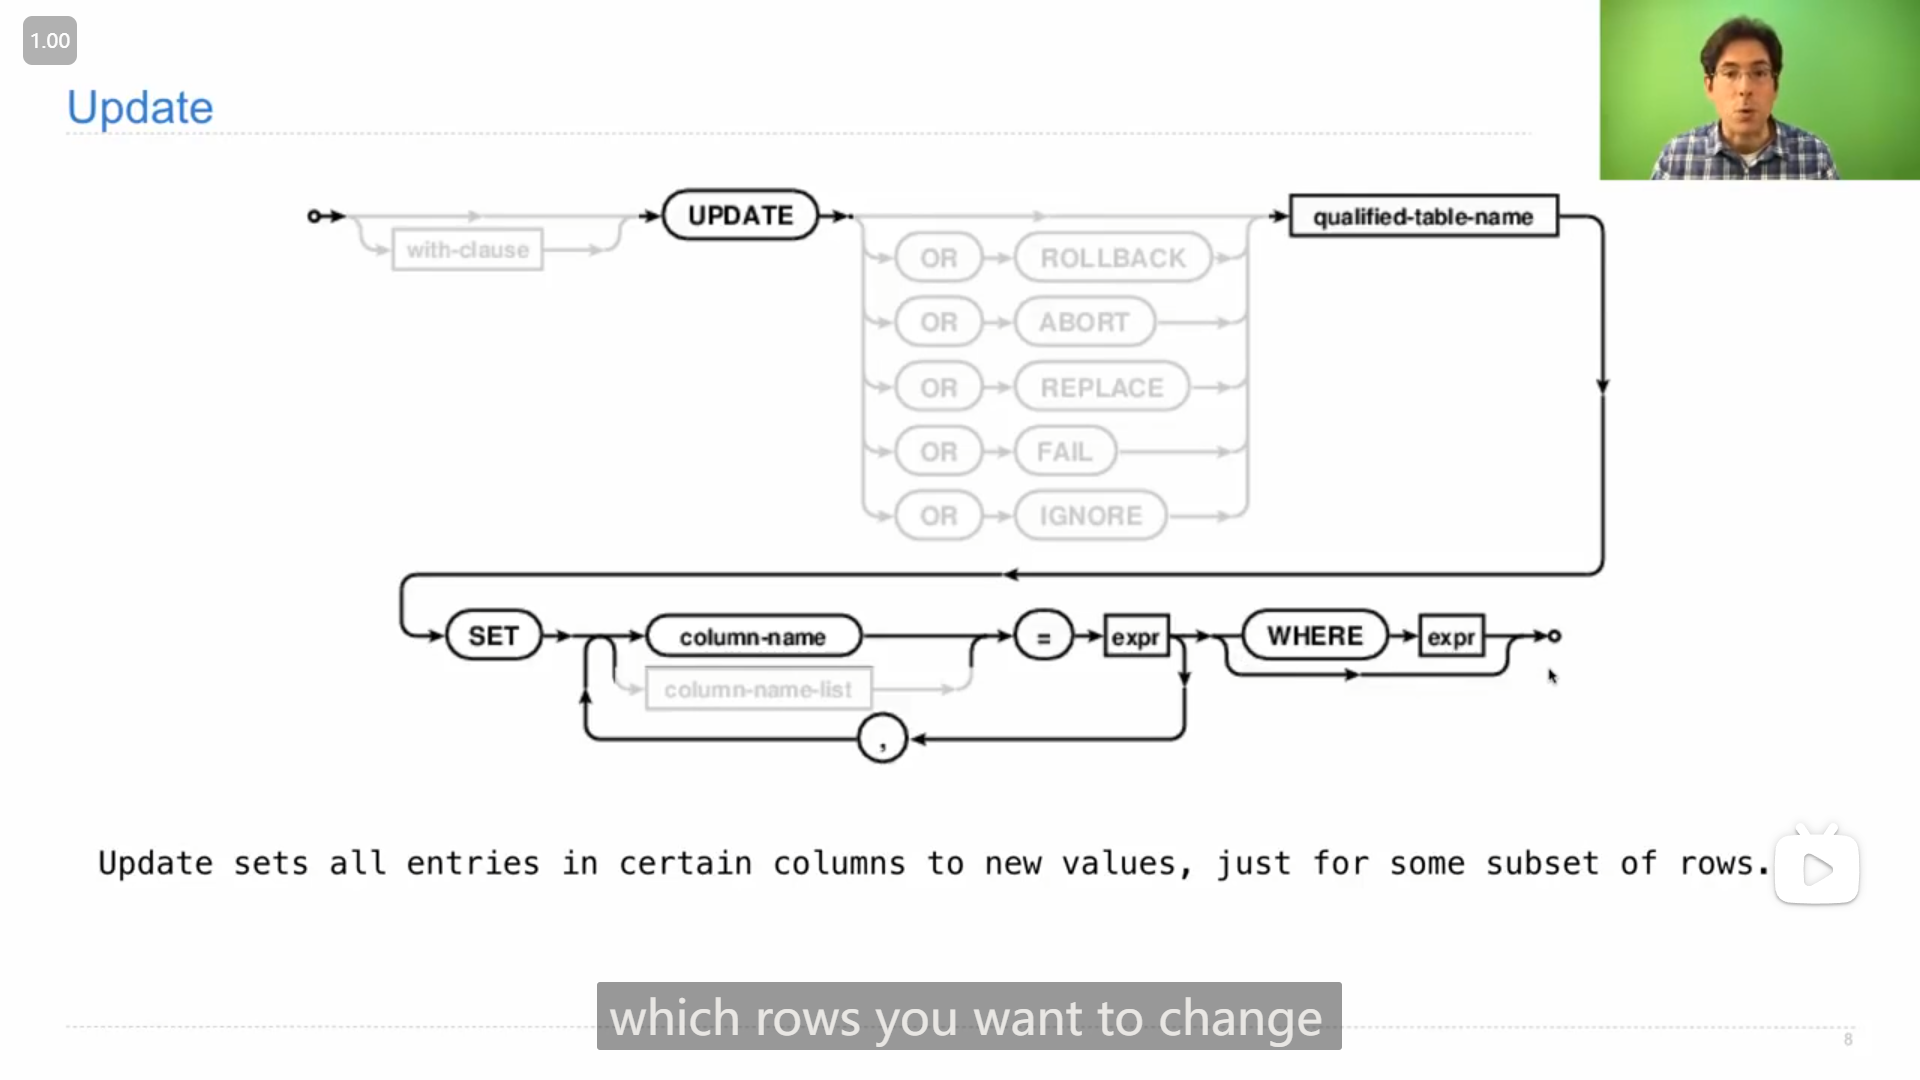 1.00
Update
UPDATE
qualified-table-name
with-clause
OR ROLLBACK
OR ABORT
OR REPLACE
OR FAIL
OR IGNORE
SET column-name = expr WHERE expr
column-name-list
,
Update sets all entries in certain columns to new values, just for some subset of rows.
which rows you want to change
8